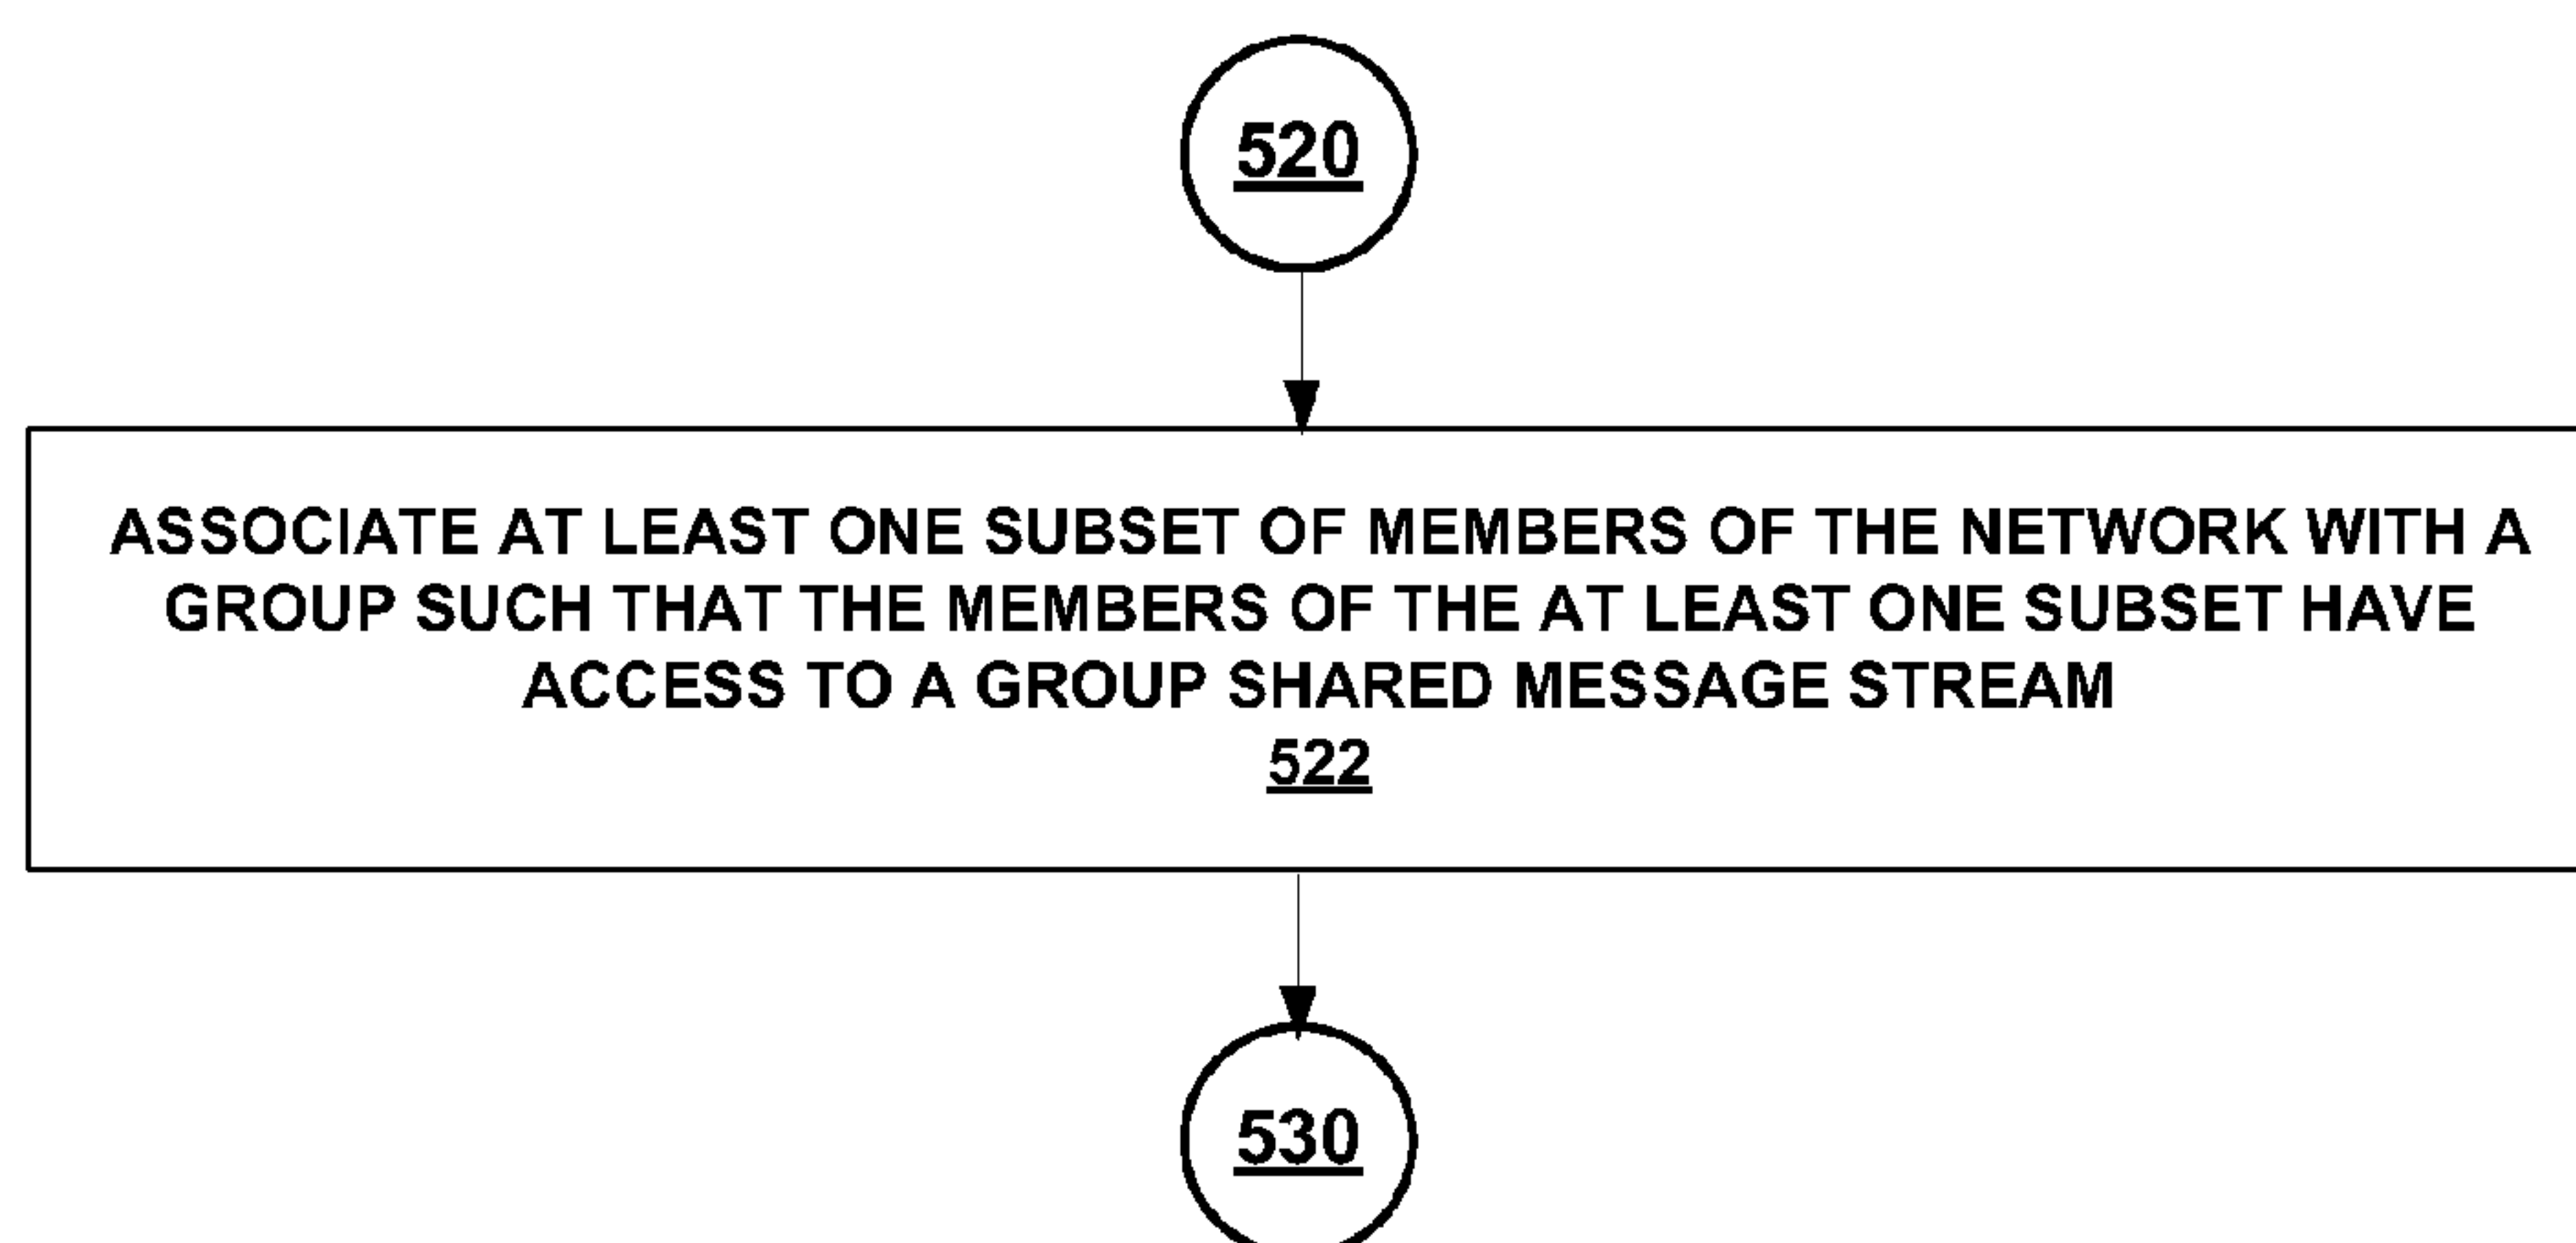 520
ASSOCIATE AT LEAST ONE SUBSET OF MEMBERS OF THE NETWORK WITH A
GROUP SUCH THAT THE MEMBERS OF THE AT LEAST ONE SUBSET HAVE
ACCESS TO A GROUP SHARED MESSAGE STREAM
522
530